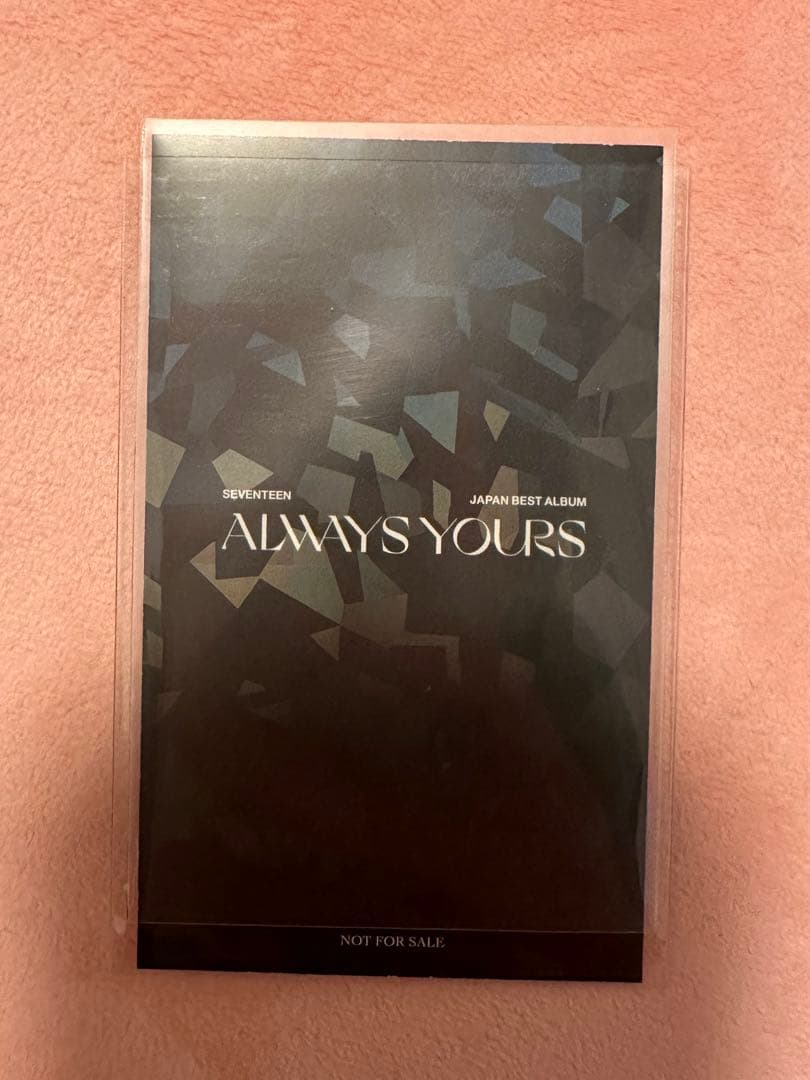 SEVENTEEN
JAPAN BEST ALBUM
ALWAYS YOURS
NOT FOR SALE